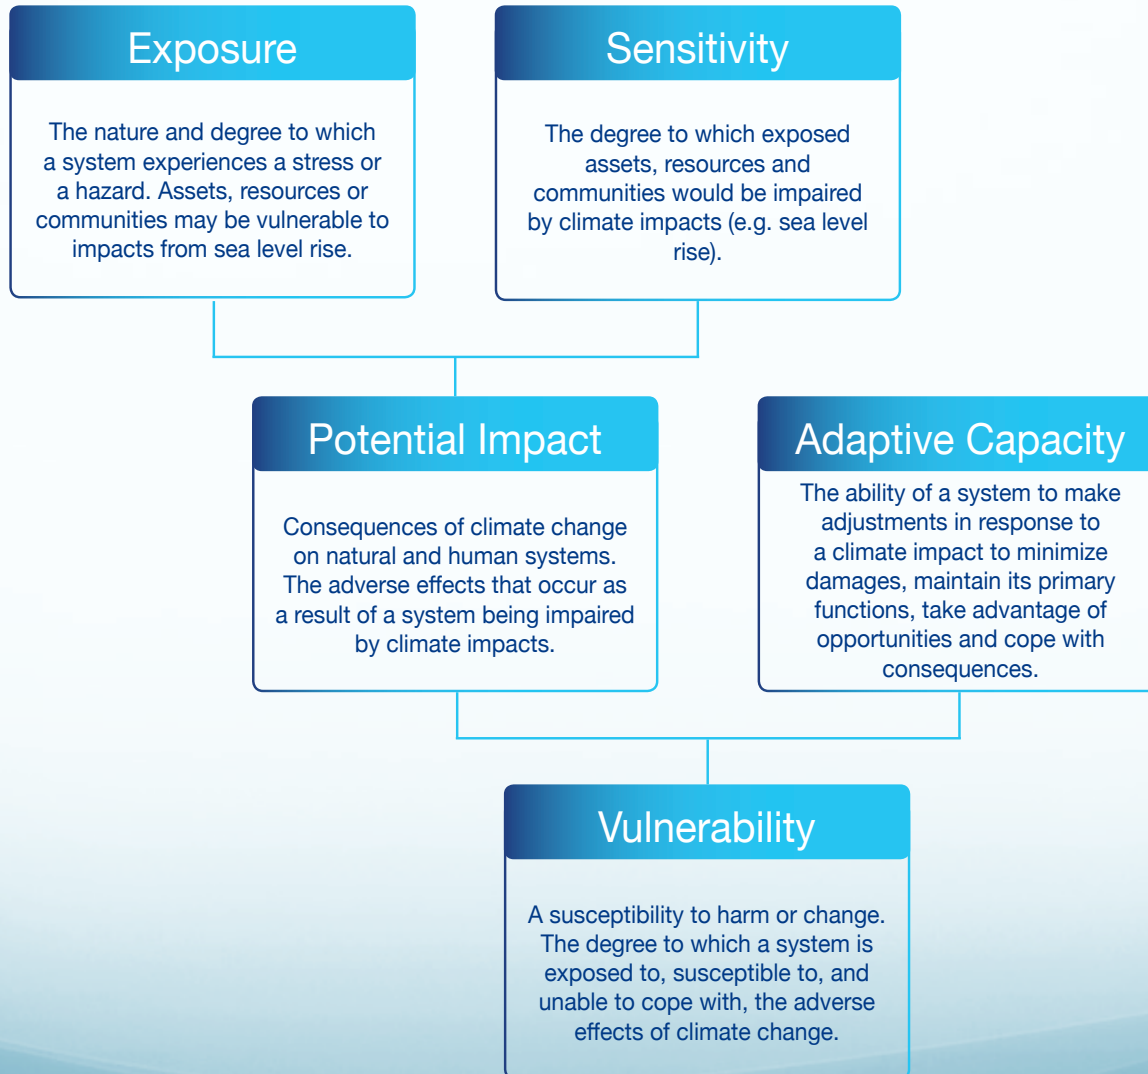 Exposure
The nature and degree to which
a system experiences a stress or
a hazard. Assets, resources or
communities may be vulnerable to
impacts from sea level rise.
Sensitivity
The degree to which exposed
assets, resources and
communities would be impaired
by climate impacts (e.g. sea level
rise).
Potential Impact
Consequences of climate change
on natural and human systems.
The adverse effects that occur as
a result of a system being impaired
by climate impacts.
Adaptive Capacity
The ability of a system to make
adjustments in response to
a climate impact to minimize
damages, maintain its primary
functions, take advantage of
opportunities and cope with
consequences.
Vulnerability
A susceptibility to harm or change.
The degree to which a system is
exposed to, susceptible to, and
unable to cope with, the adverse
effects of climate change.